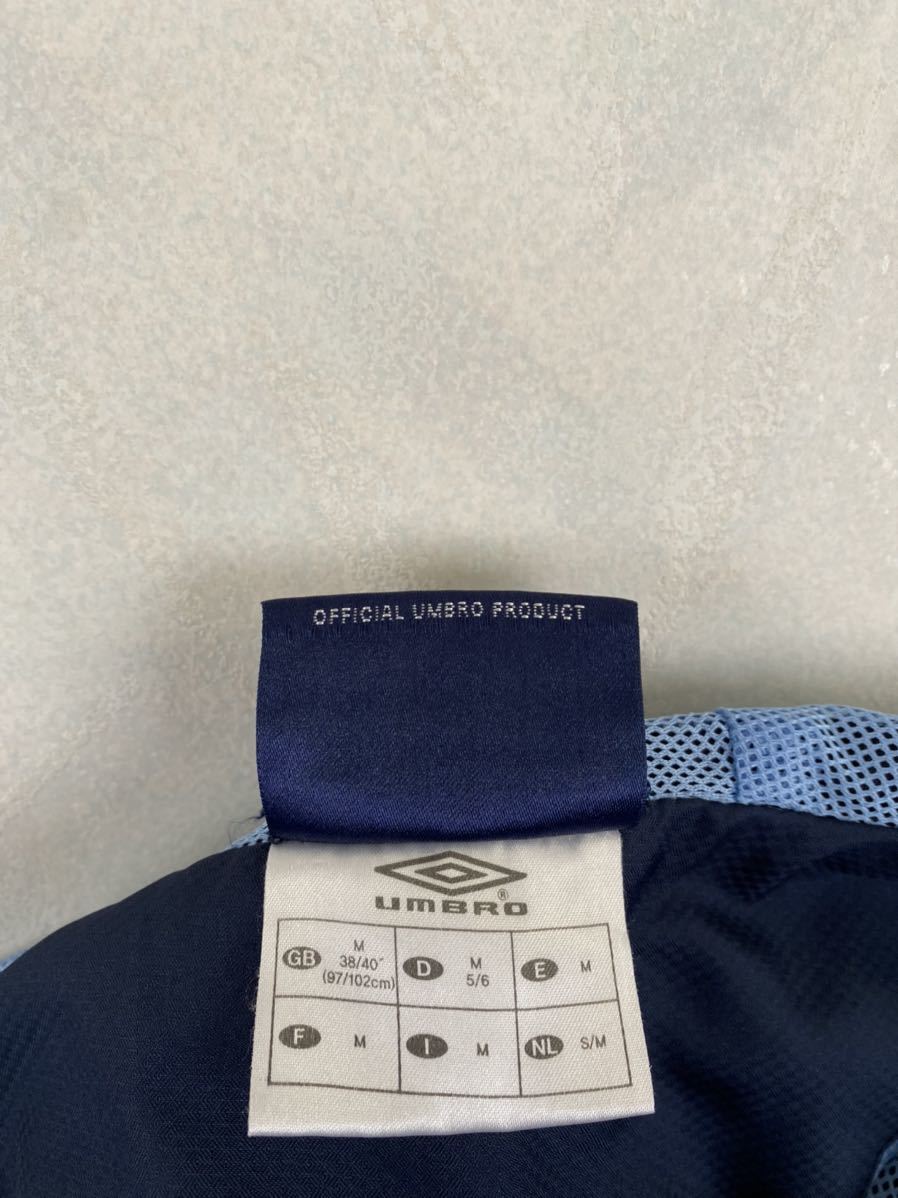 OFFICIAL UMBRO PRODUCT
UMBRO®
GB M 38/40" (97/102cm)
D M 5/6
E M
F M
I M
NL S/M